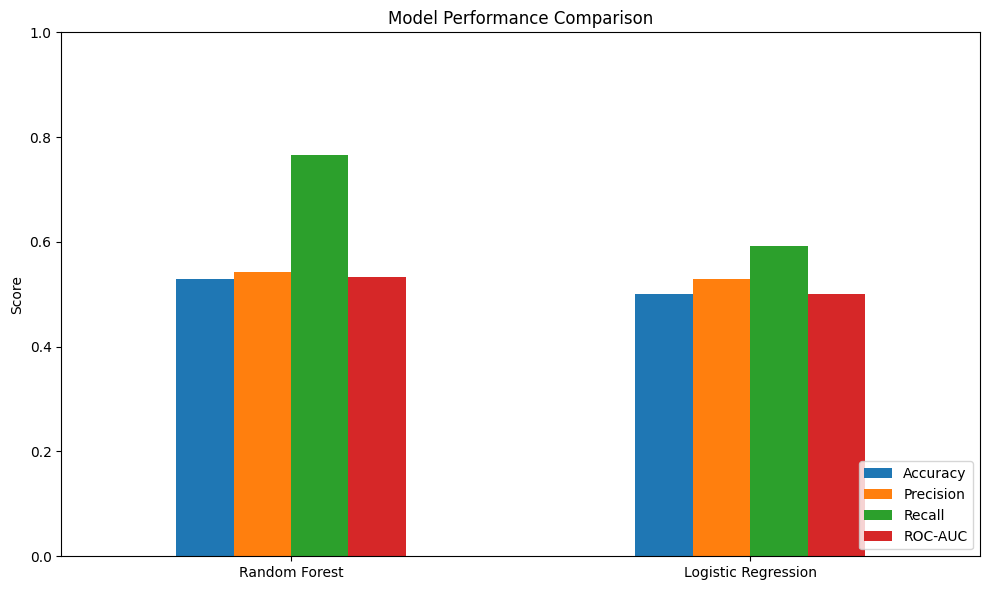 Model Performance Comparison
1.0
0.8
0.6
0.4
0.2
0.0
Score
Random Forest
Logistic Regression
Accuracy
Precision
Recall
ROC-AUC